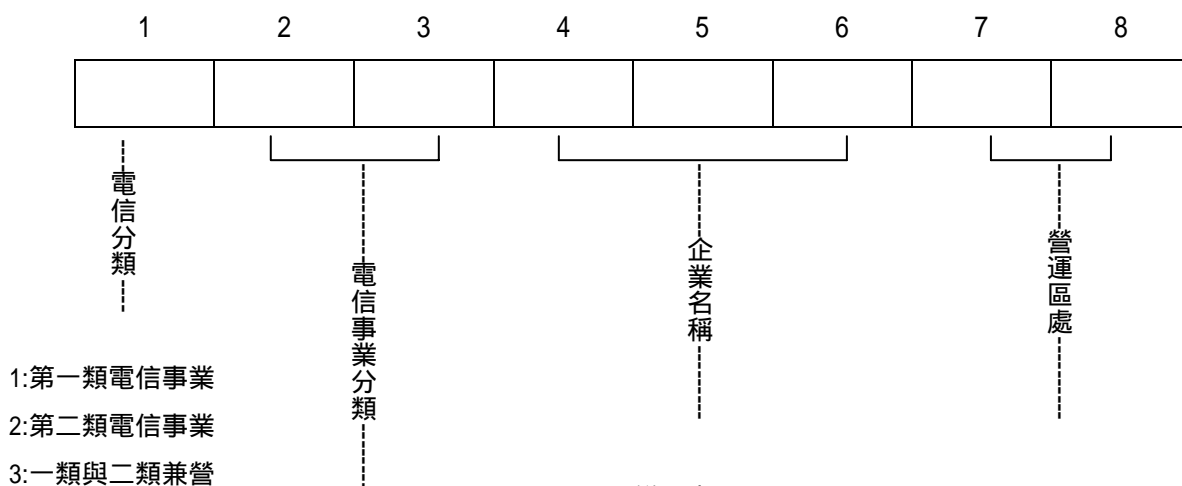 1 2 3 4 5 6 7 8
電信分類
電信事業分類
企業名稱
營運區處
1:第一類電信事業
2:第二類電信事業
3:一類與二類兼營